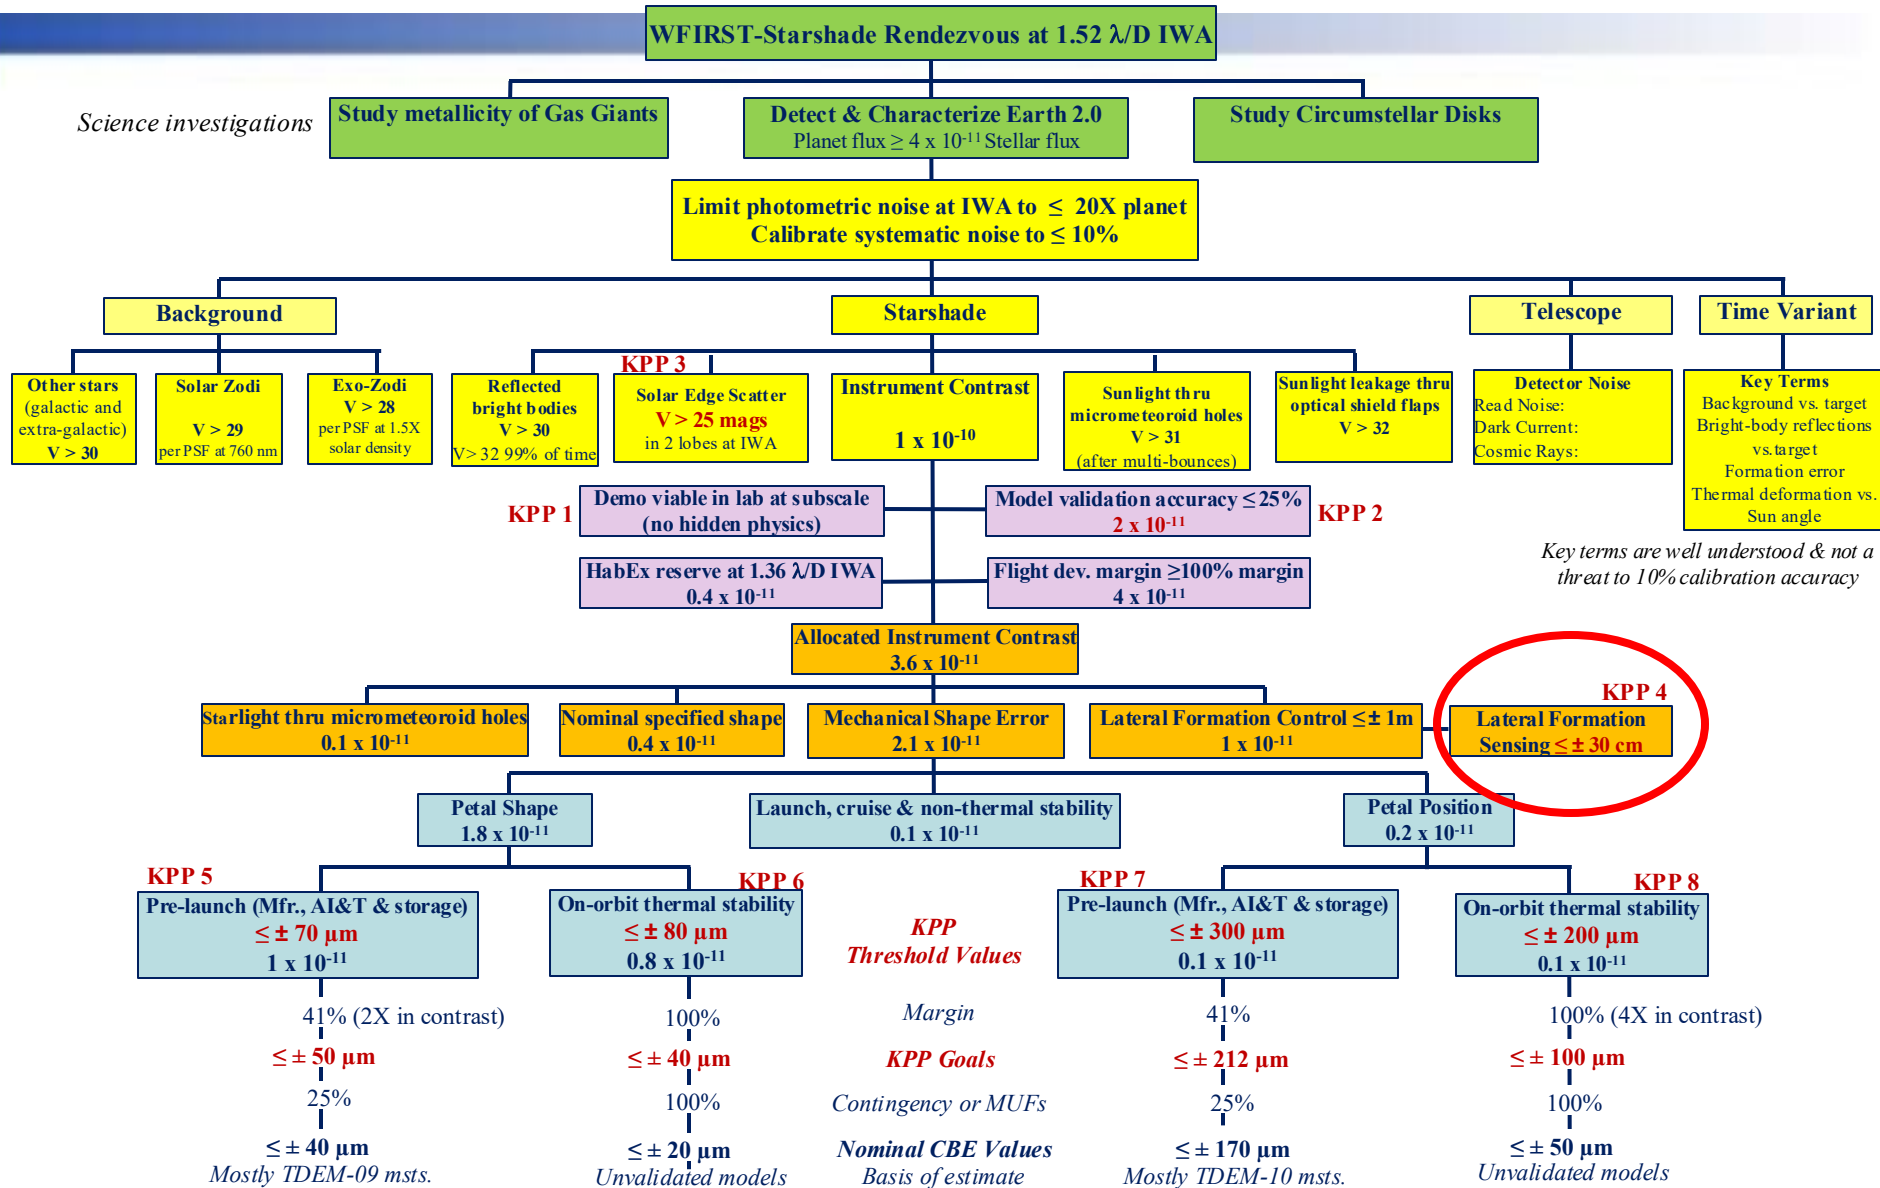 WFIRST-Starshade Rendezvous at 1.52 λ/D IWA
Science investigations
Study metallicity of Gas Giants
Detect & Characterize Earth 2.0
Planet flux ≥ 4 x 10⁻¹¹ Stellar flux
Study Circumstellar Disks
Limit photometric noise at IWA to ≤ 20X planet
Calibrate systematic noise to ≤ 10%
Background
Starshade
Telescope
Time Variant
Other stars
(galactic and
extra-galactic)
V > 30
Solar Zodi
V > 29
per PSF at 760 nm
Exo-Zodi
V > 28
per PSF at 1.5X
solar density
Reflected
bright bodies
V > 30
V> 32 99% of time
KPP 3
Solar Edge Scatter
V > 25 mags
in 2 lobes at IWA
Instrument Contrast
1 x 10⁻¹⁰
Sunlight thru
micrometeoroid holes
V > 31
(after multi-bounces)
Sunlight leakage thru
optical shield flaps
V > 32
Detector Noise
Read Noise:
Dark Current:
Cosmic Rays:
Key Terms
Background vs. target
Bright-body reflections
vs.target
Formation error
Thermal deformation vs.
Sun angle
Key terms are well understood & not a
threat to 10% calibration accuracy
KPP 1
Demo viable in lab at subscale
(no hidden physics)
Model validation accuracy ≤ 25%
2 x 10⁻¹¹
KPP 2
HabEx reserve at 1.36 λ/D IWA
0.4 x 10⁻¹¹
Flight dev. margin ≥100% margin
4 x 10⁻¹¹
Allocated Instrument Contrast
3.6 x 10⁻¹¹
Starlight thru micrometeoroid holes
0.1 x 10⁻¹¹
Nominal specified shape
0.4 x 10⁻¹¹
Mechanical Shape Error
2.1 x 10⁻¹¹
Lateral Formation Control ≤ ± 1m
1 x 10⁻¹¹
KPP 4
Lateral Formation
Sensing ≤ ± 30 cm
Petal Shape
1.8 x 10⁻¹¹
Launch, cruise & non-thermal stability
0.1 x 10⁻¹¹
Petal Position
0.2 x 10⁻¹¹
KPP 5
Pre-launch (Mfr., AI&T & storage)
≤ ± 70 µm
1 x 10⁻¹¹
KPP 6
On-orbit thermal stability
≤ ± 80 µm
0.8 x 10⁻¹¹
KPP
Threshold Values
KPP 7
Pre-launch (Mfr., AI&T & storage)
≤ ± 300 µm
0.1 x 10⁻¹¹
KPP 8
On-orbit thermal stability
≤ ± 200 µm
0.1 x 10⁻¹¹
41% (2X in contrast)
100%
Margin
41%
100% (4X in contrast)
≤ ± 50 µm
≤ ± 40 µm
KPP Goals
≤ ± 212 µm
≤ ± 100 µm
25%
100%
Contingency or MUFs
25%
100%
≤ ± 40 µm
≤ ± 20 µm
Nominal CBE Values
≤ ± 170 µm
≤ ± 50 µm
Mostly TDEM-09 msts.
Unvalidated models
Basis of estimate
Mostly TDEM-10 msts.
Unvalidated models